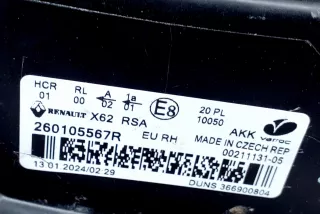 HCR RL A 1a
01 00 02 01 E8 20 PL
10050
RENAULT X62 RSA AKK varroc
260105567R EU RH MADE IN CZECH REP
00211131-05
13.01.2024/02:29 DUNS 366900804